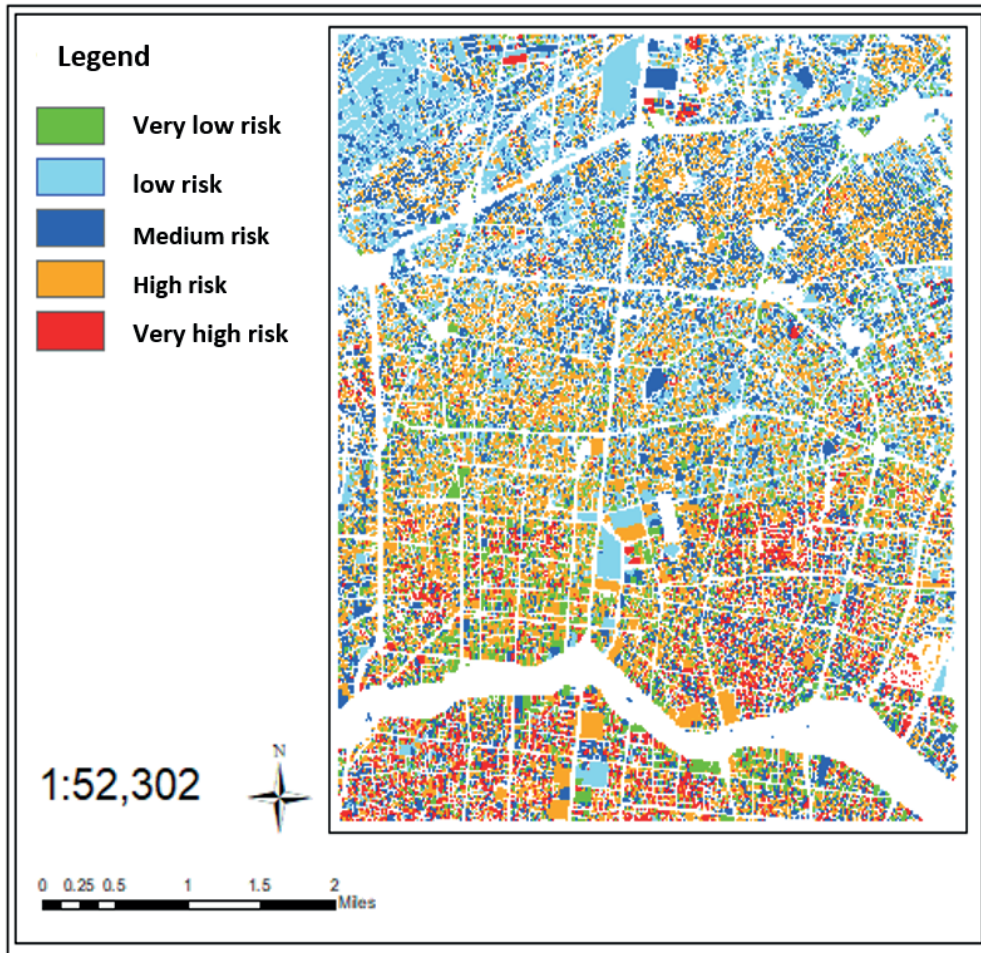 Legend
Very low risk
low risk
Medium risk
High risk
Very high risk
1:52,302
N
0 0.25 0.5 1 1.5 2
Miles